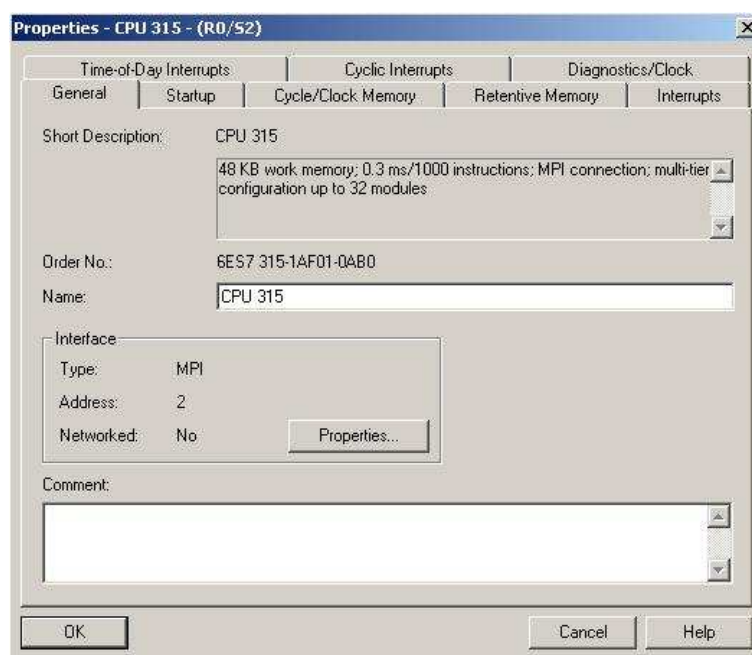 Properties - CPU 315 - (R0/S2)
Time-of-Day Interrupts Cyclic Interrupts Diagnostics/Clock
General Startup Cycle/Clock Memory Retentive Memory Interrupts
Short Description: CPU 315
48 KB work memory; 0.3 ms/1000 instructions; MPI connection; multi-tier
configuration up to 32 modules
Order No.: 6ES7 315-1AF01-0AB0
Name: CPU 315
Interface
Type: MPI
Address: 2
Networked: No Properties...
Comment:
OK Cancel Help